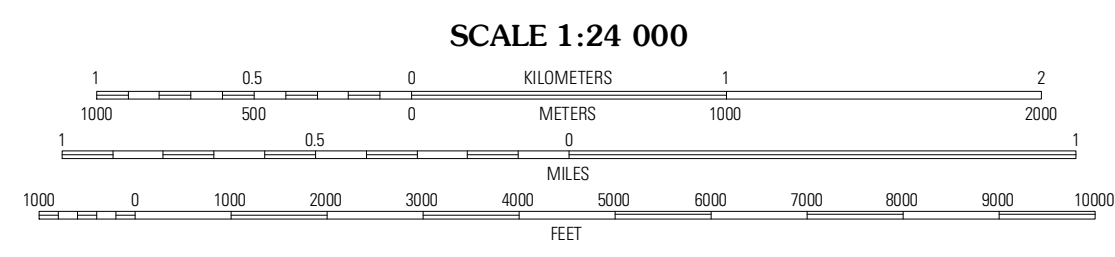 SCALE 1:24 000
1 0.5 0 KILOMETERS 1 2
1000 500 0 METERS 1000 2000
1 0.5 0 1
MILES
1000 0 1000 2000 3000 4000 5000 6000 7000 8000 9000 10000
FEET